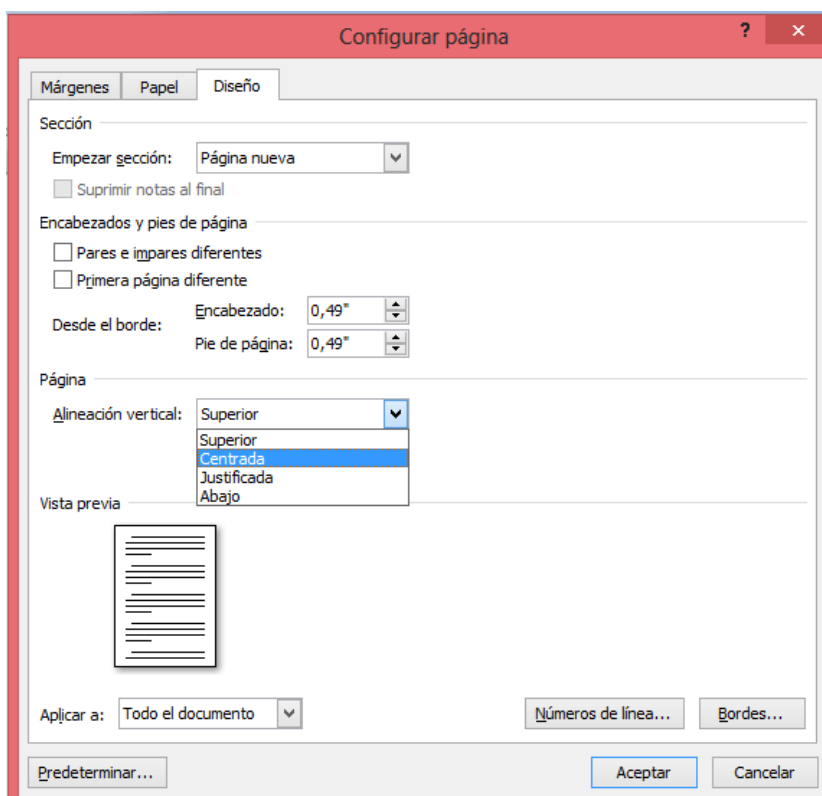 Configurar página
? ×
Márgenes Papel Diseño
Sección
Empezar sección: Página nueva
Suprimir notas al final
Encabezados y pies de página
Pares e impares diferentes
Primera página diferente
Encabezado: 0,49"
Desde el borde:
Pie de página: 0,49"
Página
Alineación vertical: Superior
Superior
Centrada
Justificada
Abajo
Vista previa
Aplicar a: Todo el documento Números de línea... Bordes...
Predeterminar... Aceptar Cancelar